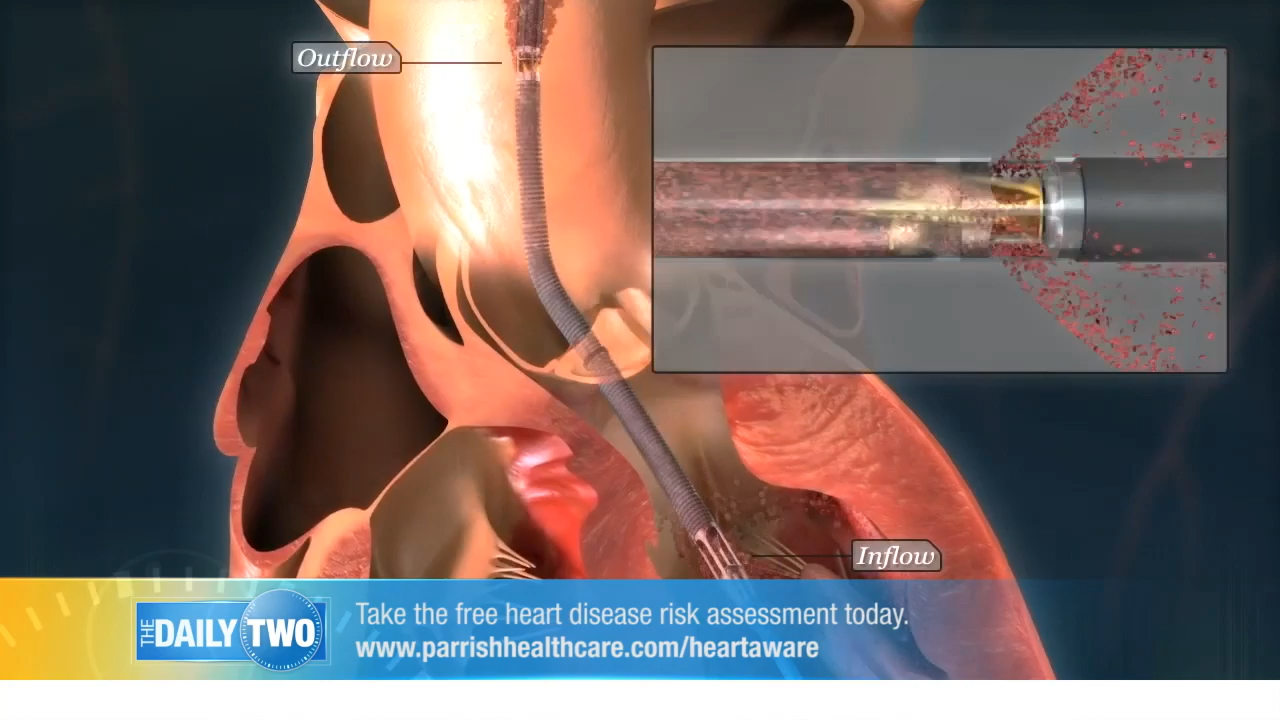 Outflow
Inflow
THE DAILY TWO
Take the free heart disease risk assessment today.
www.parrishhealthcare.com/heartaware